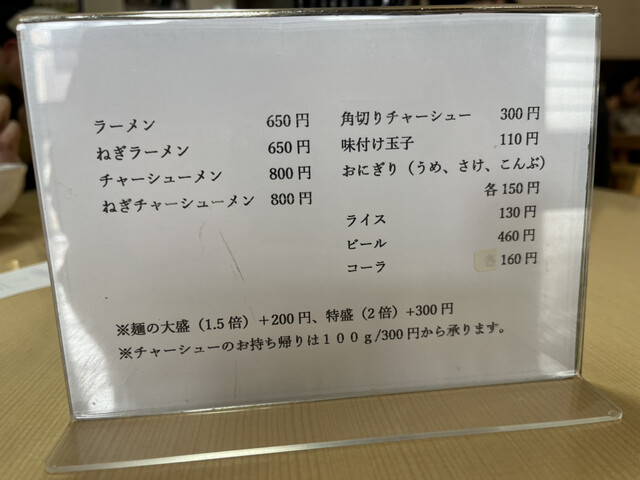 ラーメン 650円
ねぎラーメン 650円
チャーシューメン 800円
ねぎチャーシューメン 800円
角切りチャーシュー 300円
味付け玉子 110円
おにぎり（うめ、さけ、こんぶ）
各150円
ライス 130円
ビール 460円
コーラ 160円
※麺の大盛（1.5倍）＋200円、特盛（2倍）+300円
※チャーシューのお持ち帰りは１００ｇ/300円から承ります。